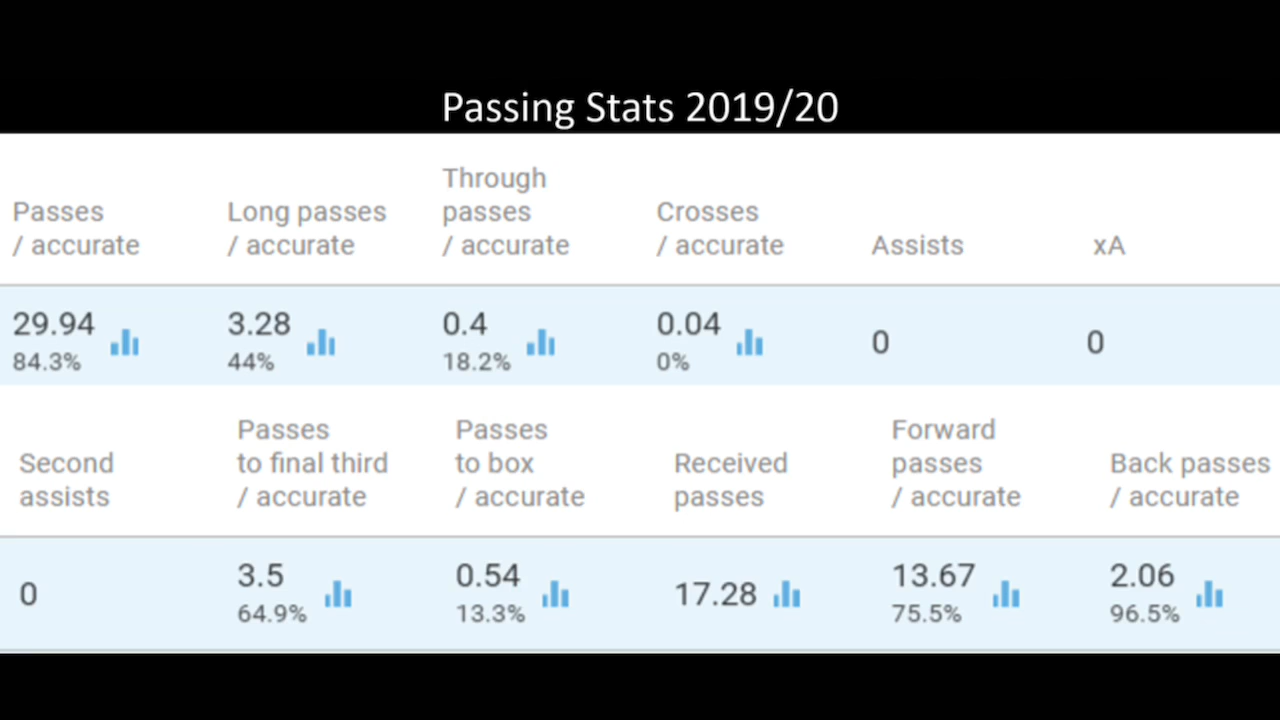 Passing Stats 2019/20
Passes
/ accurate
Long passes
/ accurate
Through
passes
/ accurate
Crosses
/ accurate
Assists
xA
29.94
84.3%
3.28
44%
0.4
18.2%
0.04
0%
0
0
Second
assists
Passes
to final third
/ accurate
Passes
to box
/ accurate
Received
passes
Forward
passes
/ accurate
Back passes
/ accurate
0
3.5
64.9%
0.54
13.3%
17.28
13.67
75.5%
2.06
96.5%